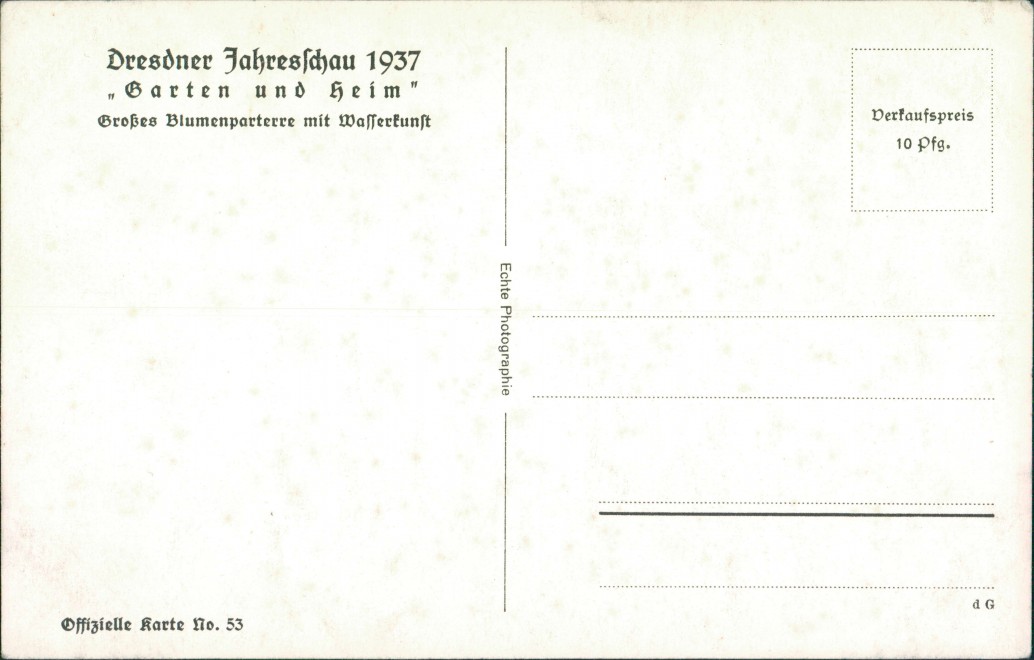 Dresdner Jahresschau 1937
„Garten und Heim"
Großes Blumenparterre mit Wasserkunst
Verkaufspreis
10 Pfg.
Echte Photographie
d G
Offizielle Karte No. 53